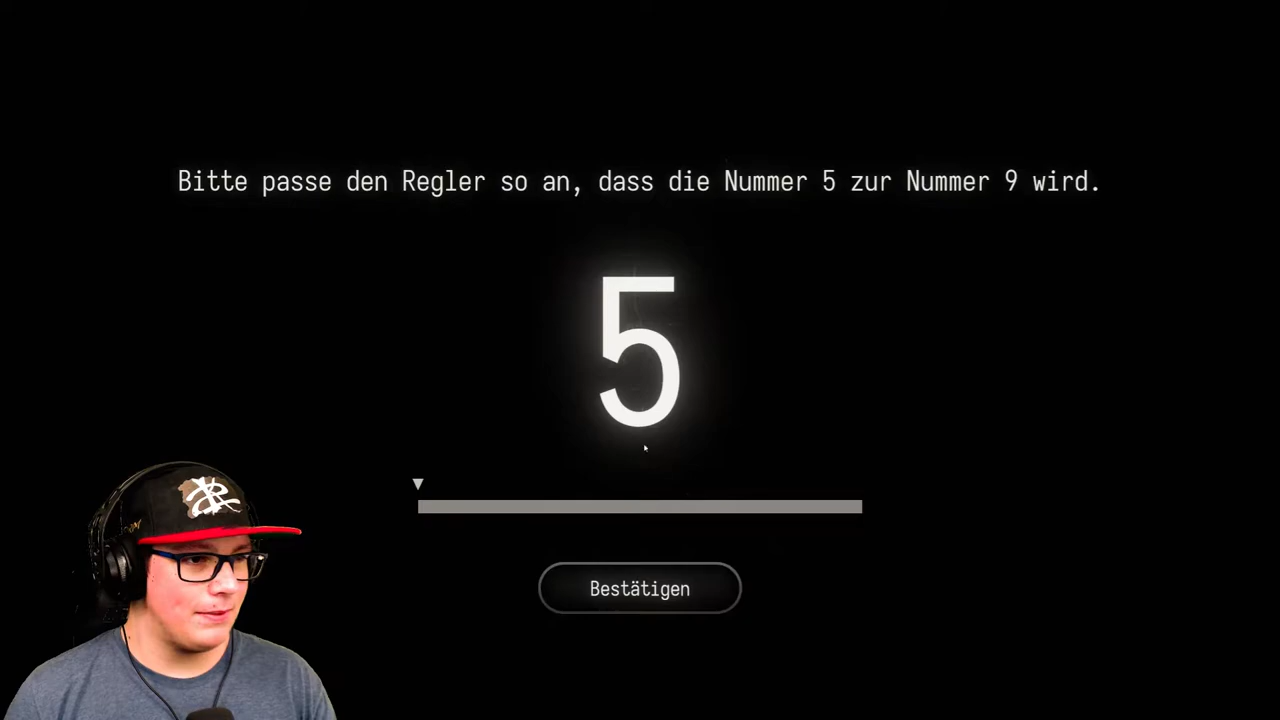 Bitte passe den Regler so an, dass die Nummer 5 zur Nummer 9 wird.
5
Bestätigen